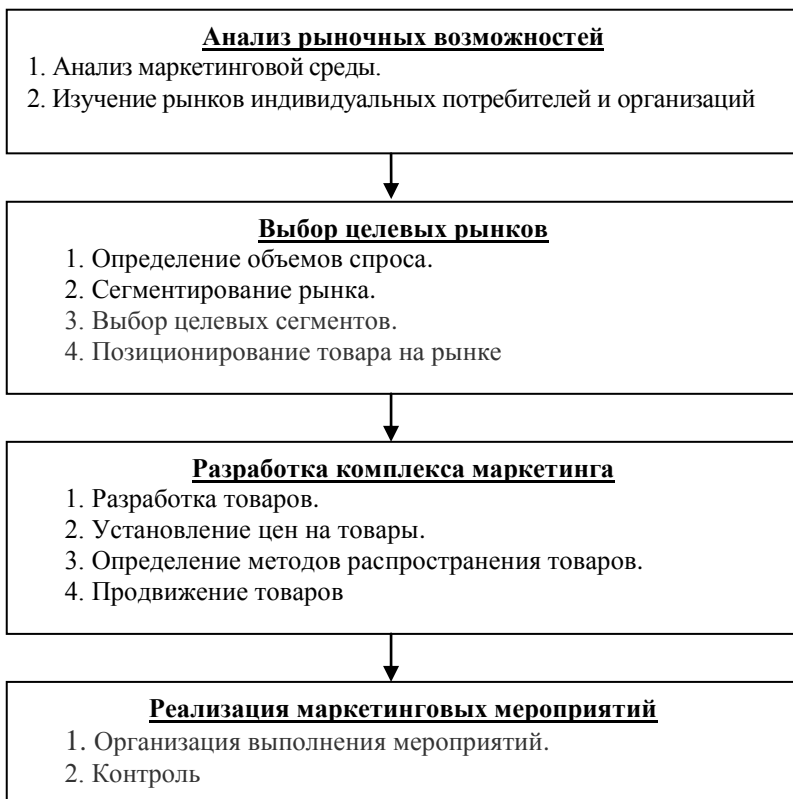 Анализ рыночных возможностей
1. Анализ маркетинговой среды.
2. Изучение рынков индивидуальных потребителей и организаций
Выбор целевых рынков
1. Определение объемов спроса.
2. Сегментирование рынка.
3. Выбор целевых сегментов.
4. Позиционирование товара на рынке
Разработка комплекса маркетинга
1. Разработка товаров.
2. Установление цен на товары.
3. Определение методов распространения товаров.
4. Продвижение товаров
Реализация маркетинговых мероприятий
1. Организация выполнения мероприятий.
2. Контроль